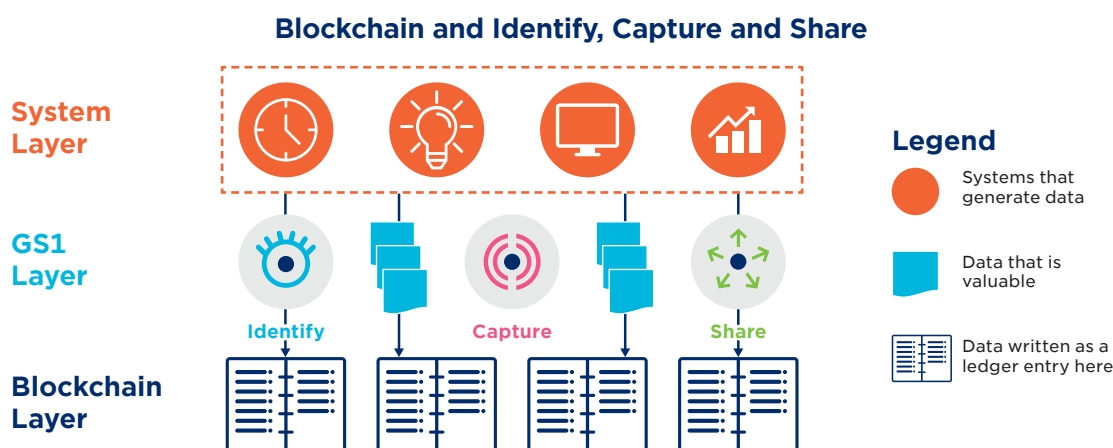 Blockchain and Identify, Capture and Share
System
Layer
GS1
Layer
Identify
Capture
Share
Blockchain
Layer
Legend
Systems that
generate data
Data that is
valuable
Data written as a
ledger entry here